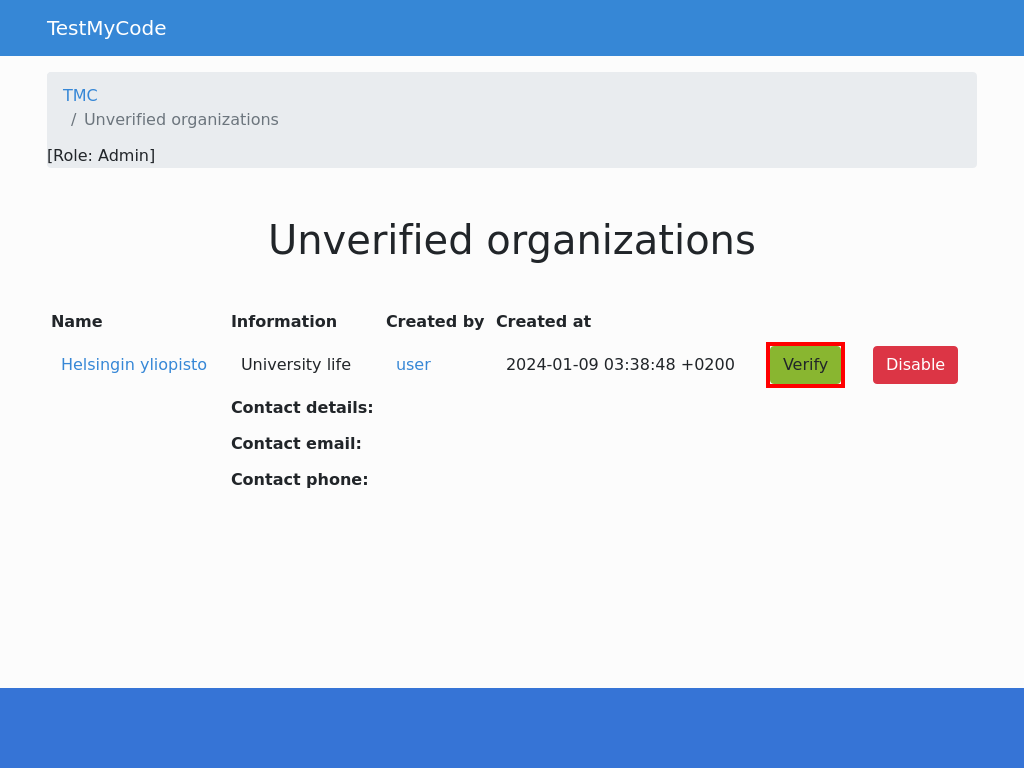 TestMyCode
TMC
/ Unverified organizations
[Role: Admin]
Unverified organizations
Name Information Created by Created at
Helsingin yliopisto University life user 2024-01-09 03:38:48 +0200 Verify Disable
Contact details:
Contact email:
Contact phone: